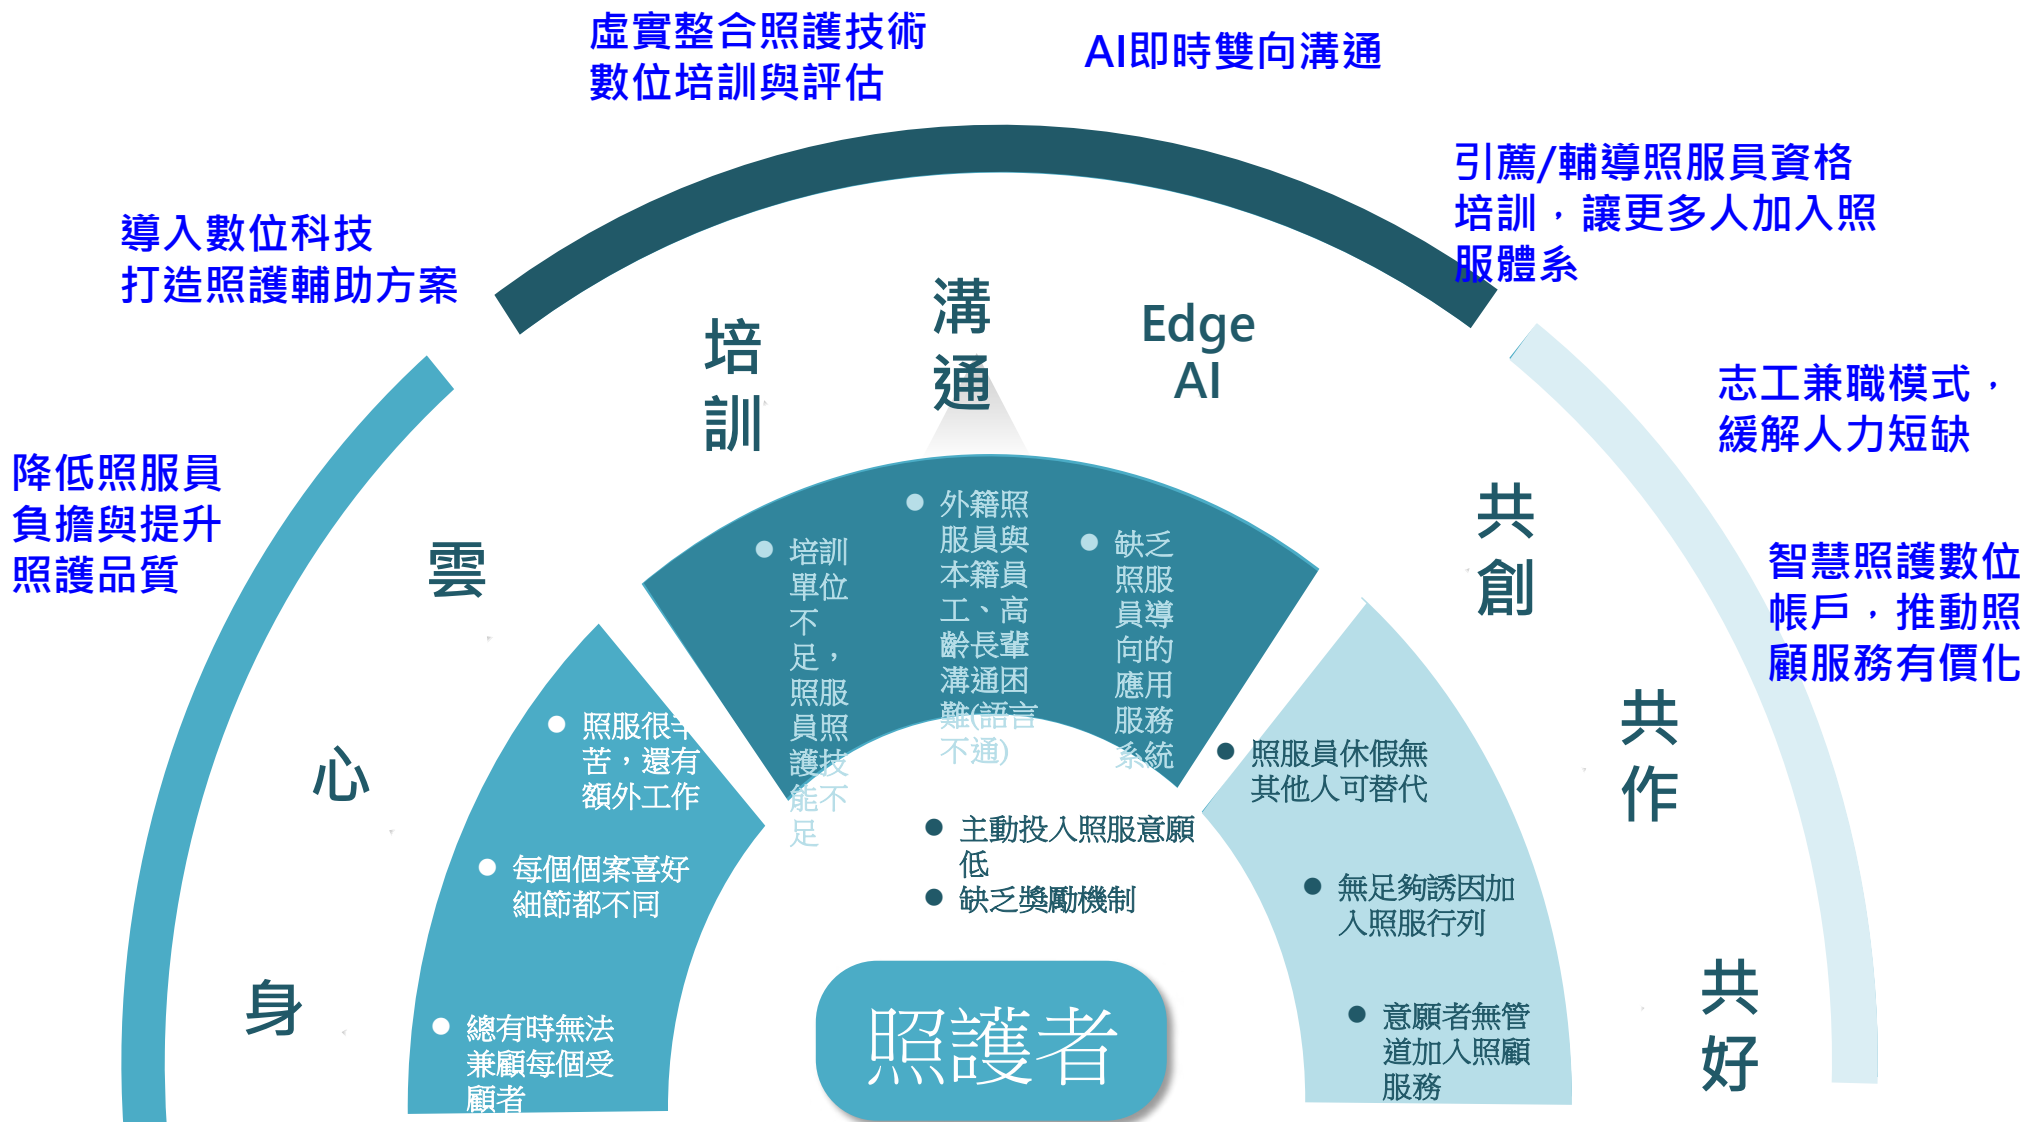 虛實整合照護技術
數位培訓與評估
AI即時雙向溝通
引薦/輔導照服員資格
培訓，讓更多人加入照
服體系
導入數位科技
打造照護輔助方案
志工兼職模式，
緩解人力短缺
降低照服員
負擔與提升
照護品質
智慧照護數位
帳戶，推動照
顧服務有價化
培
訓
溝
通
Edge
AI
雲
心
身
共
創
共
作
共
好
培訓
單位
不
足，
照服
員照
護技
能不
足
外籍照
服員與
本籍員
工、高
齡長輩
溝通困
難(語言
不通)
缺乏
照服
員導
向的
應用
服務
系統
照服很辛
苦，還有
額外工作
每個個案喜好
細節都不同
總有時無法
兼顧每個受
顧者
照服員休假無
其他人可替代
無足夠誘因加
入照服行列
意願者無管
道加入照顧
服務
主動投入照服意願
低
缺乏獎勵機制
照護者